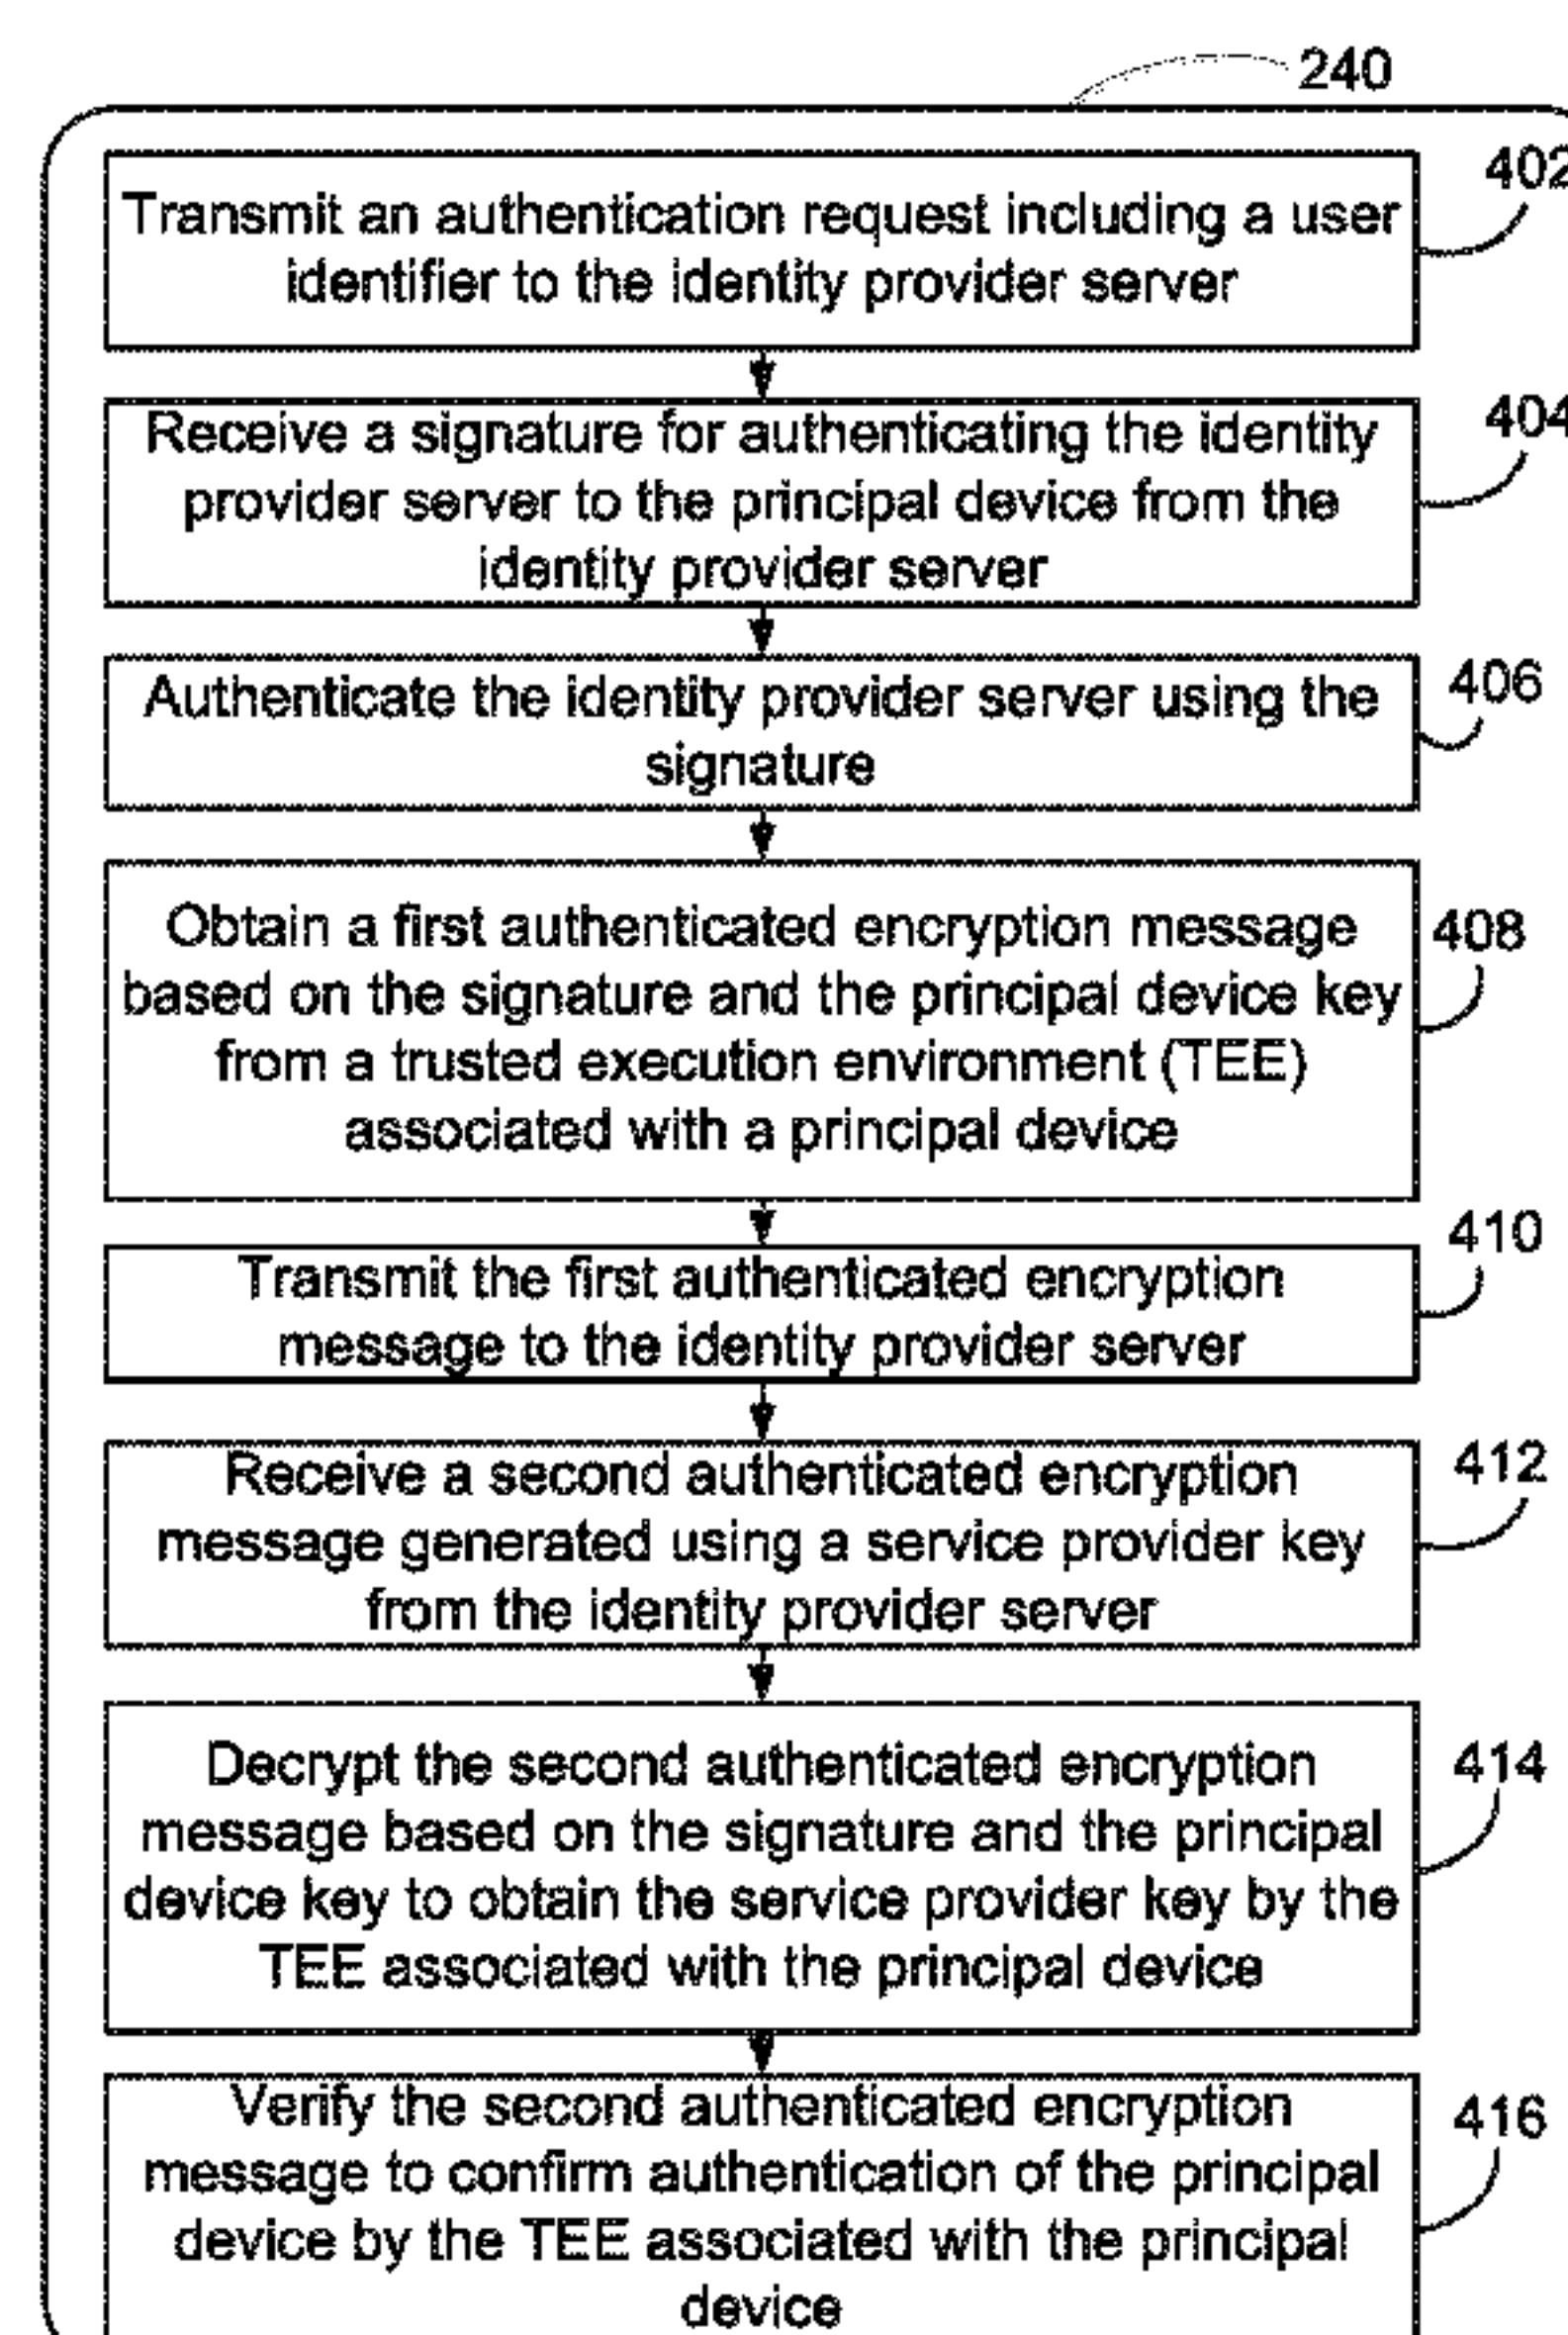 240
402
Transmit an authentication request including a user
identifier to the identity provider server
404
Receive a signature for authenticating the identity
provider server to the principal device from the
identity provider server
406
Authenticate the identity provider server using the
signature
408
Obtain a first authenticated encryption message
based on the signature and the principal device key
from a trusted execution environment (TEE)
associated with a principal device
410
Transmit the first authenticated encryption
message to the identity provider server
412
Receive a second authenticated encryption
message generated using a service provider key
from the identity provider server
414
Decrypt the second authenticated encryption
message based on the signature and the principal
device key to obtain the service provider key by the
TEE associated with the principal device
416
Verify the second authenticated encryption
message to confirm authentication of the principal
device by the TEE associated with the principal
device